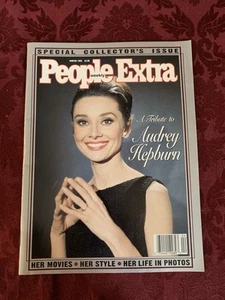 SPECIAL COLLECTOR'S ISSUE
People Extra
A Tribute to
Audrey
Hepburn
HER MOVIES • HER STYLE • HER LIFE IN PHOTOS